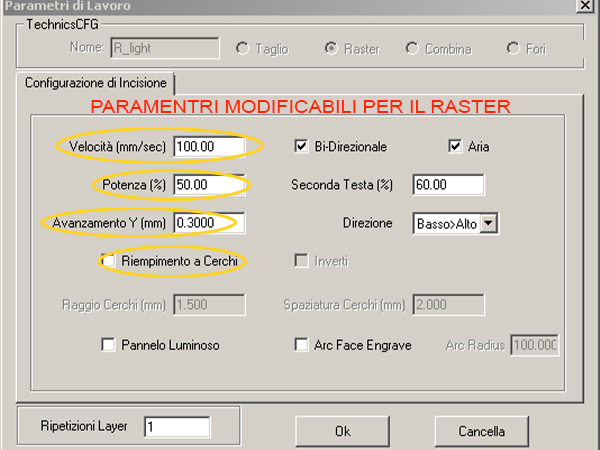 Parametri di Lavoro
TechnicsCFG
Nome: R_light Taglio Raster Combina Fori
Configurazione di Incisione
PARAMENTRI MODIFICABILI PER IL RASTER
Velocità (mm/sec) 100.00 Bi-Direzionale Aria
Potenza (%) 50.00 Seconda Testa (%) 60.00
Avanzamento Y (mm) 0.3000 Direzione Basso>Alto
Riempimento a Cerchi Inverti
Raggio Cerchi (mm) 1.500 Spaziatura Cerchi (mm) 2.000
Pannelo Luminoso Arc Face Engrave Arc Radius 100.000
Ripetizioni Layer 1 Ok Cancella